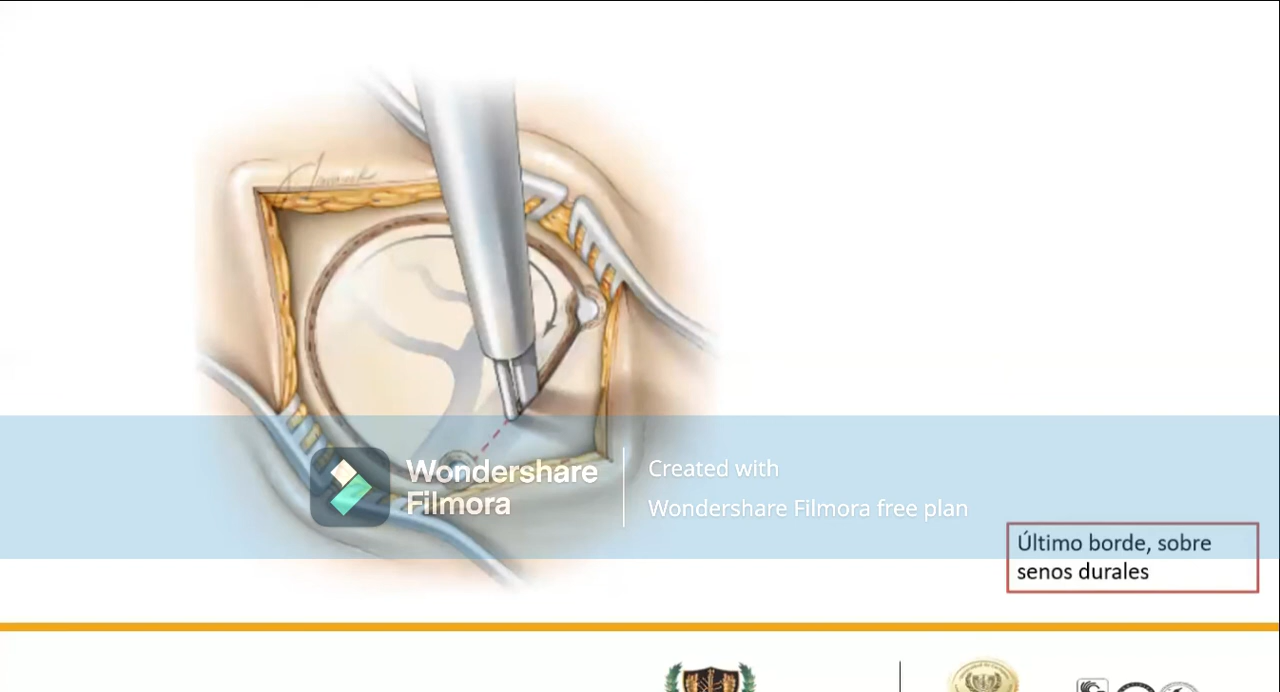 Wondershare
Filmora
Created with
Wondershare Filmora free plan
Último borde, sobre
senos durales